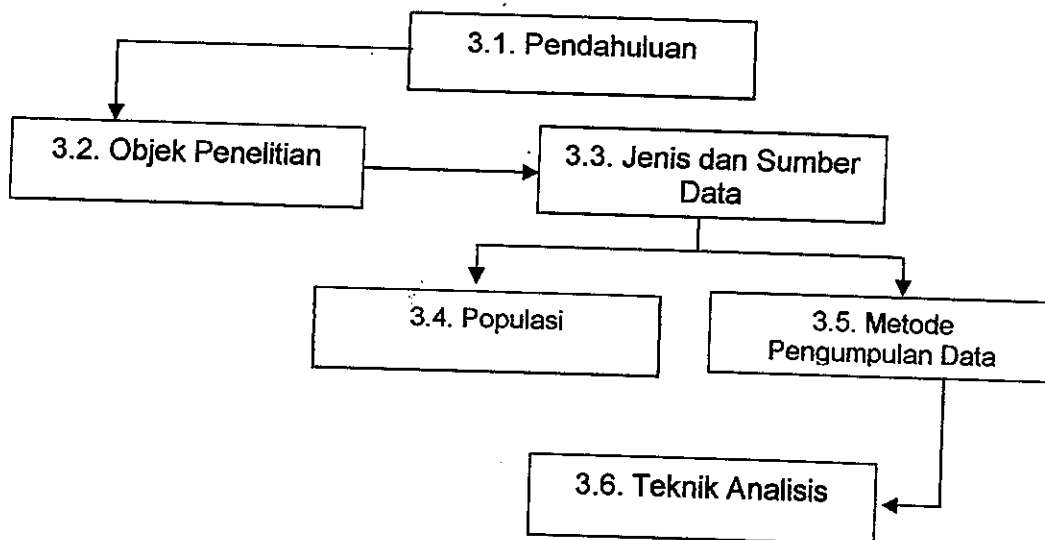 3.1. Pendahuluan
3.2. Objek Penelitian
3.3. Jenis dan Sumber
Data
3.4. Populasi
3.5. Metode
Pengumpulan Data
3.6. Teknik Analisis